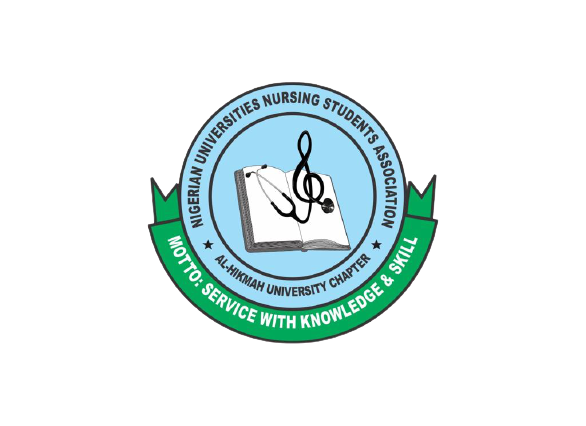 NIGERIAN UNIVERSITIES NURSING STUDENTS ASSOCIATION
AL-HIKMAH UNIVERSITY CHAPTER
MOTTO: SERVICE WITH KNOWLEDGE & SKILL